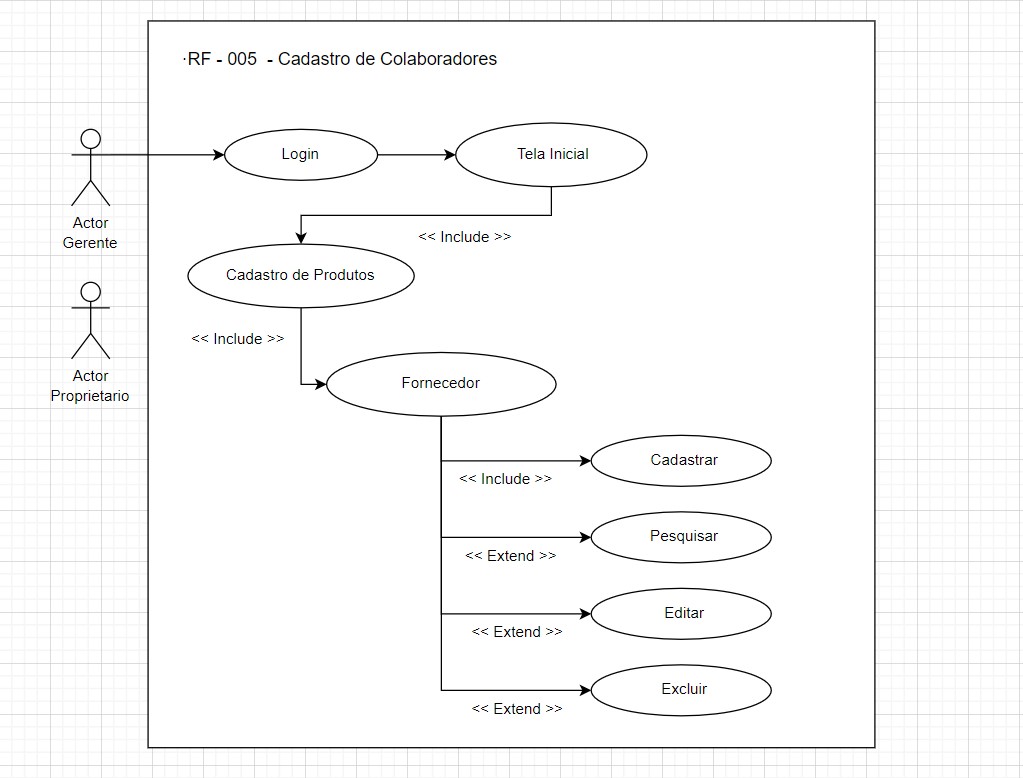 ·RF - 005  - Cadastro de Colaboradores
Login
Tela Inicial
Actor
Gerente
<< Include >>
Cadastro de Produtos
<< Include >>
Actor
Proprietario
Fornecedor
Cadastrar
<< Include >>
Pesquisar
<< Extend >>
Editar
<< Extend >>
Excluir
<< Extend >>